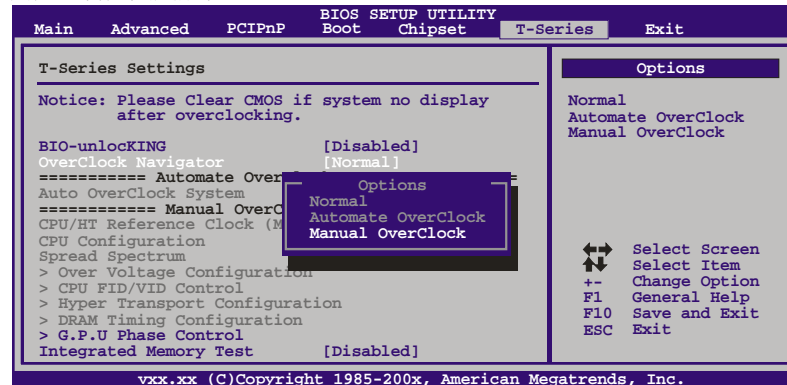 BIOS SETUP UTILITY
Main Advanced PCIPnP Boot Chipset T-Series Exit
T-Series Settings
Notice: Please Clear CMOS if system no display
after overclocking.
BIO-unlocKING [Disabled]
OverClock Navigator [Normal]
=========== Automate Over =
Auto OverClock System
============ Manual OverC
CPU/HT Reference Clock (M
CPU Configuration
Spread Spectrum
> Over Voltage Configuration
> CPU FID/VID Control
> Hyper Transport Configuration
> DRAM Timing Configuration
> G.P.U Phase Control
Integrated Memory Test [Disabled]
Options
Normal
Automate OverClock
Manual OverClock
Options
Normal
Automate OverClock
Manual OverClock
Select Screen
Select Item
+- Change Option
F1 General Help
F10 Save and Exit
ESC Exit
vxx.xx (C)Copyright 1985-200x, American Megatrends, Inc.